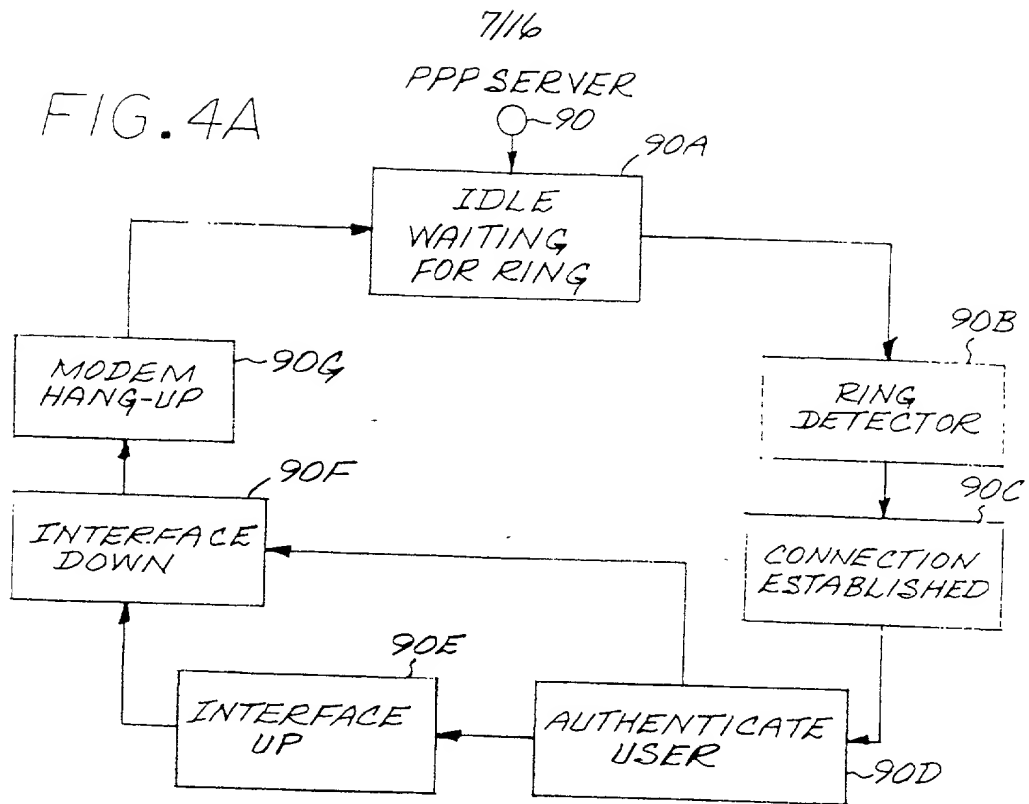 7/16
PPP SERVER
FIG. 4A
90
90A
IDLE
WAITING
FOR RING
90B
RING
DETECTOR
90C
CONNECTION
ESTABLISHED
90D
AUTHENTICATE
USER
90E
INTERFACE
UP
90F
INTERFACE
DOWN
90G
MODEM
HANG-UP